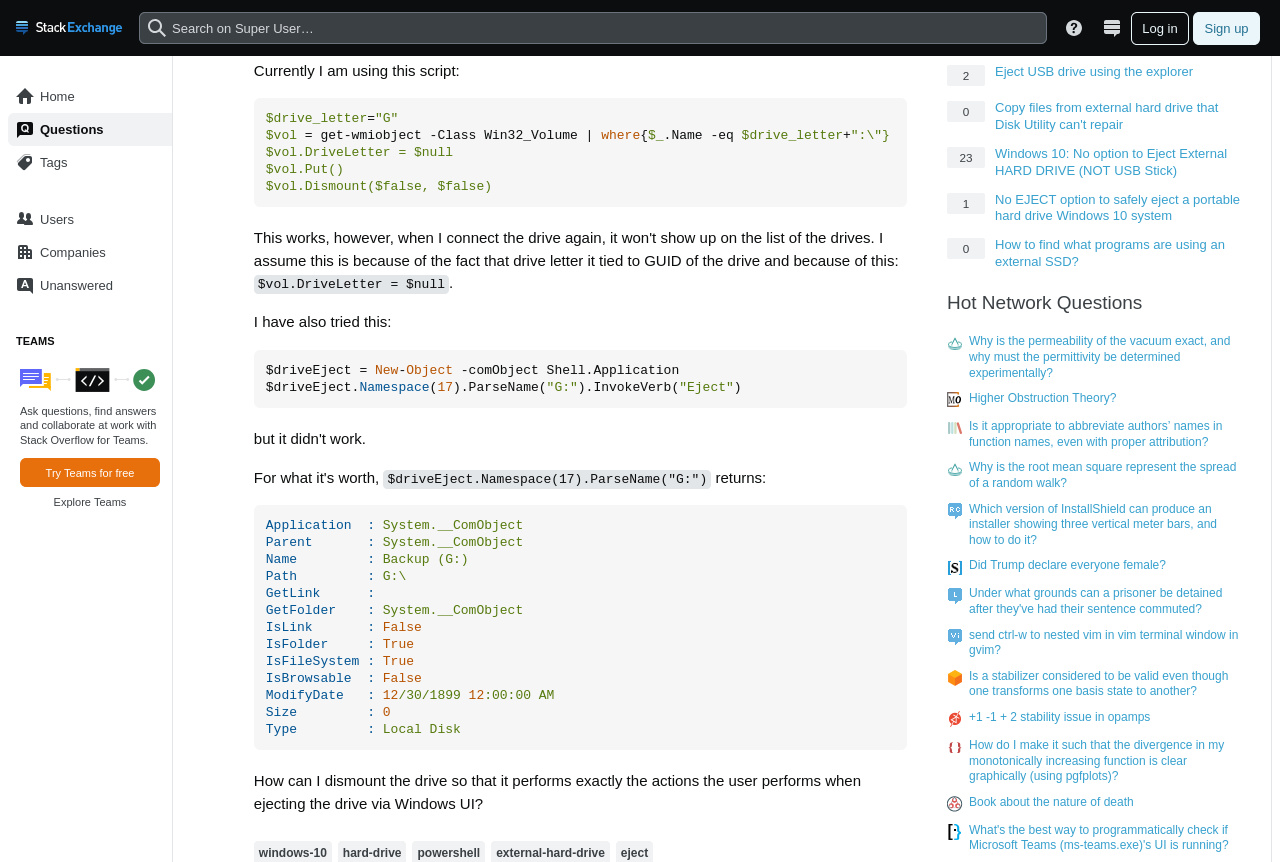 StackExchange
Search on Super User…
Log in
Sign up
Home
Questions
Tags
Users
Companies
Unanswered
TEAMS
Ask questions, find answers
and collaborate at work with
Stack Overflow for Teams.
Try Teams for free
Explore Teams
Currently I am using this script:
$drive_letter="G"
$vol = get-wmiobject -Class Win32_Volume | where{$_.Name -eq $drive_letter+":\"}
$vol.DriveLetter = $null
$vol.Put()
$vol.Dismount($false, $false)
This works, however, when I connect the drive again, it won't show up on the list of the drives. I
assume this is because of the fact that drive letter it tied to GUID of the drive and because of this:
$vol.DriveLetter = $null.
I have also tried this:
$driveEject = New-Object -comObject Shell.Application
$driveEject.Namespace(17).ParseName("G:").InvokeVerb("Eject")
but it didn't work.
For what it's worth, $driveEject.Namespace(17).ParseName("G:") returns:
Application  : System.__ComObject
Parent       : System.__ComObject
Name         : Backup (G:)
Path         : G:\
GetLink      :
GetFolder    : System.__ComObject
IsLink       : False
IsFolder     : True
IsFileSystem : True
IsBrowsable  : False
ModifyDate   : 12/30/1899 12:00:00 AM
Size         : 0
Type         : Local Disk
How can I dismount the drive so that it performs exactly the actions the user performs when
ejecting the drive via Windows UI?
windows-10 hard-drive powershell external-hard-drive eject
2 Eject USB drive using the explorer
0 Copy files from external hard drive that
Disk Utility can't repair
23 Windows 10: No option to Eject External
HARD DRIVE (NOT USB Stick)
1 No EJECT option to safely eject a portable
hard drive Windows 10 system
0 How to find what programs are using an
external SSD?
Hot Network Questions
Why is the permeability of the vacuum exact, and
why must the permittivity be determined
experimentally?
Higher Obstruction Theory?
Is it appropriate to abbreviate authors’ names in
function names, even with proper attribution?
Why is the root mean square represent the spread
of a random walk?
Which version of InstallShield can produce an
installer showing three vertical meter bars, and
how to do it?
Did Trump declare everyone female?
Under what grounds can a prisoner be detained
after they've had their sentence commuted?
send ctrl-w to nested vim in vim terminal window in
gvim?
Is a stabilizer considered to be valid even though
one transforms one basis state to another?
+1 -1 + 2 stability issue in opamps
How do I make it such that the divergence in my
monotonically increasing function is clear
graphically (using pgfplots)?
Book about the nature of death
What's the best way to programmatically check if
Microsoft Teams (ms-teams.exe)'s UI is running?